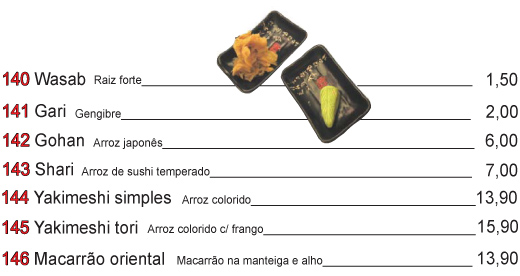 140 Wasab Raiz forte 1,50
141 Gari Gengibre 2,00
142 Gohan Arroz japonês 6,00
143 Shari Arroz de sushi temperado 7,00
144 Yakimeshi simples Arroz colorido 13,90
145 Yakimeshi tori Arroz colorido c/ frango 15,90
146 Macarrão oriental Macarrão na manteiga e alho 13,90